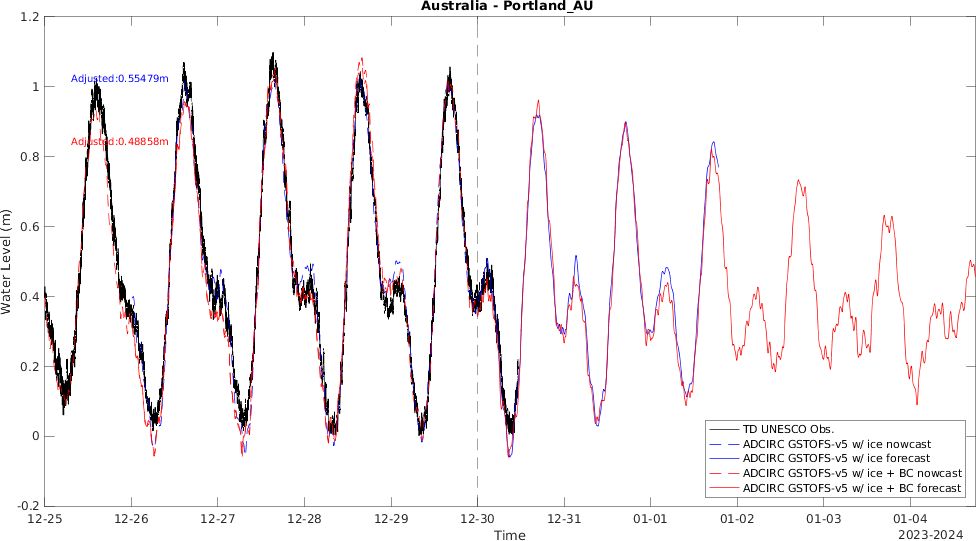 Australia - Portland_AU
1.2
1
0.8
0.6
0.4
0.2
0
-0.2
Water Level (m)
Adjusted:0.55479m
Adjusted:0.48858m
TD UNESCO Obs.
ADCIRC GSTOFS-v5 w/ ice nowcast
ADCIRC GSTOFS-v5 w/ ice forecast
ADCIRC GSTOFS-v5 w/ ice + BC nowcast
ADCIRC GSTOFS-v5 w/ ice + BC forecast
12-25 12-26 12-27 12-28 12-29 12-30 12-31 01-01 01-02 01-03 01-04
Time
2023-2024